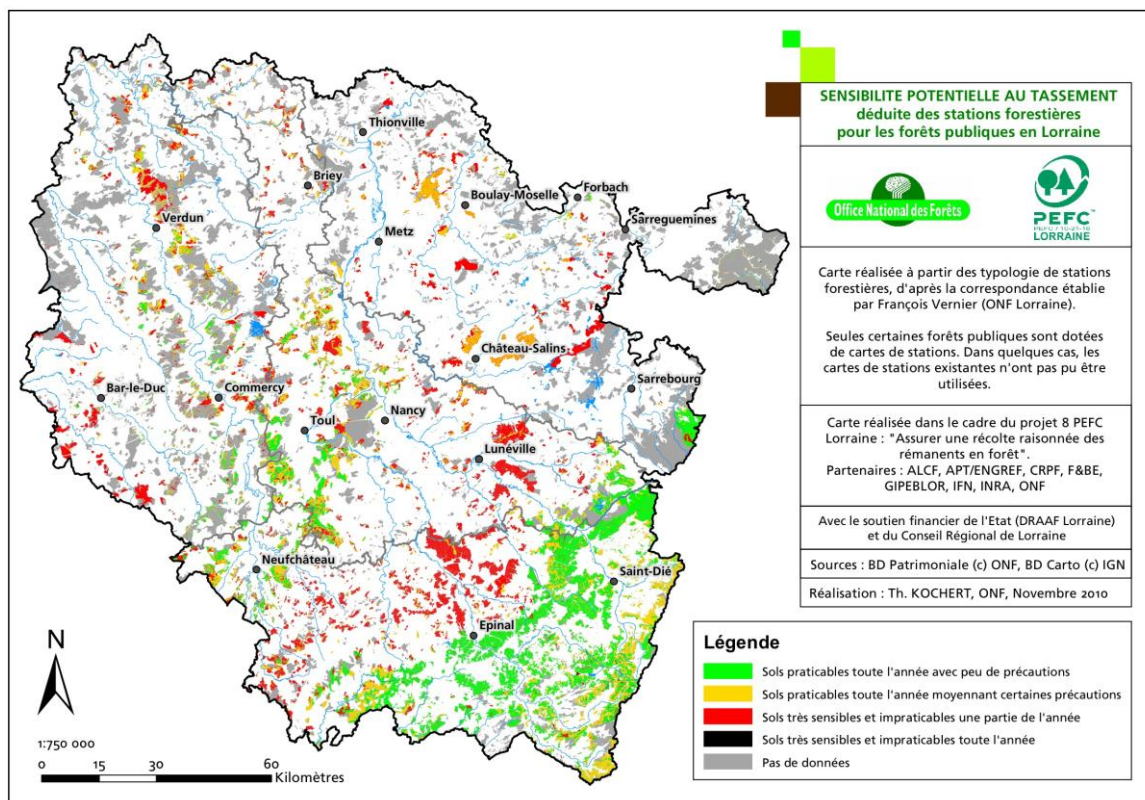 SENSIBILITE POTENTIELLE AU TASSEMENT
déduite des stations forestières
pour les forêts publiques en Lorraine
Office National des Forêts
PEFC™
PEFC / 10-21-16
LORRAINE
Carte réalisée à partir des typologie de stations
forestières, d'après la correspondance établie
par François Vernier (ONF Lorraine).
Seules certaines forêts publiques sont dotées
de cartes de stations. Dans quelques cas, les
cartes de stations existantes n'ont pas pu être
utilisées.
Carte réalisée dans le cadre du projet 8 PEFC
Lorraine : "Assurer une récolte raisonnée des
rémanents en forêt".
Partenaires : ALCF, APT/ENGREF, CRPF, F&BE,
GIPEBLOR, IFN, INRA, ONF
Avec le soutien financier de l'Etat (DRAAF Lorraine)
et du Conseil Régional de Lorraine
Sources : BD Patrimoniale (c) ONF, BD Carto (c) IGN
Réalisation : Th. KOCHERT, ONF, Novembre 2010
Thionville
Briey
Boulay-Moselle
Forbach
Sarreguemines
Verdun
Metz
Château-Salins
Sarrebourg
Bar-le-Duc
Commercy
Toul
Nancy
Lunéville
Neufchâteau
Saint-Dié
Epinal
N
1:750 000
0 15 30 60
Kilomètres
Légende
Sols praticables toute l'année avec peu de précautions
Sols praticables toute l'année moyennant certaines précautions
Sols très sensibles et impraticables une partie de l'année
Sols très sensibles et impraticables toute l'année
Pas de données